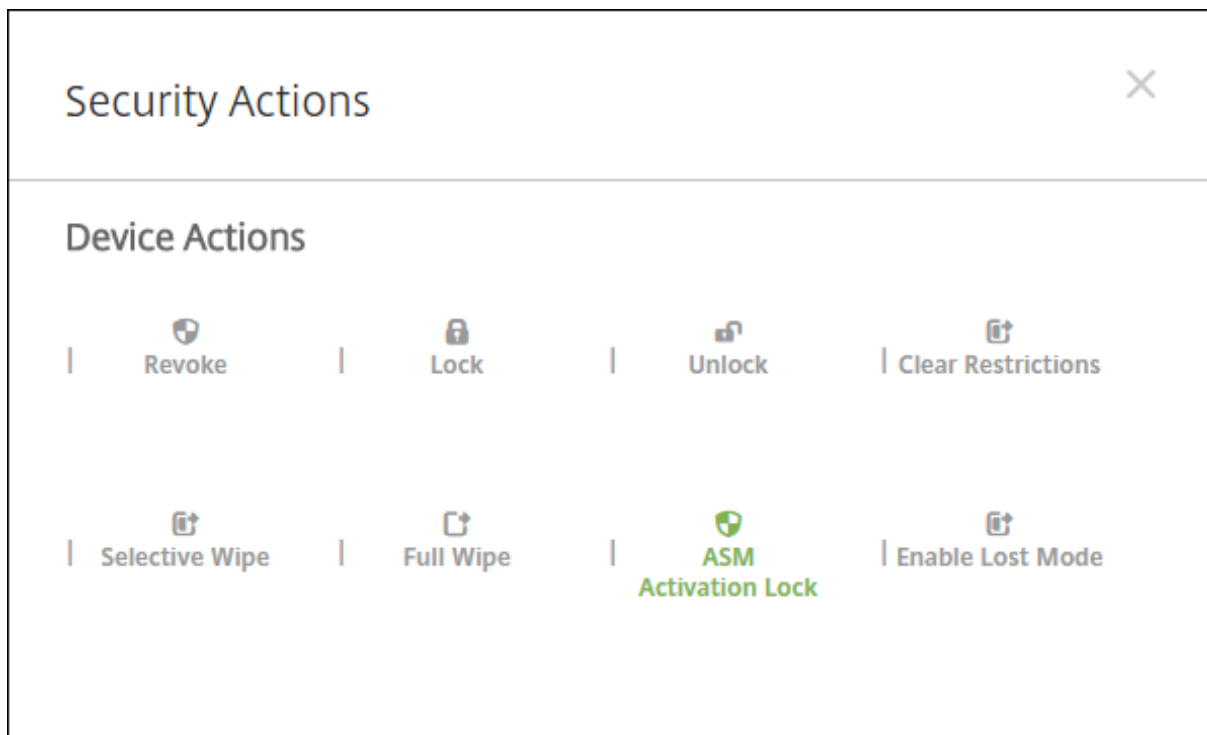 Security Actions
Device Actions
Revoke
Lock
Unlock
Clear Restrictions
Selective Wipe
Full Wipe
ASM
Activation Lock
Enable Lost Mode